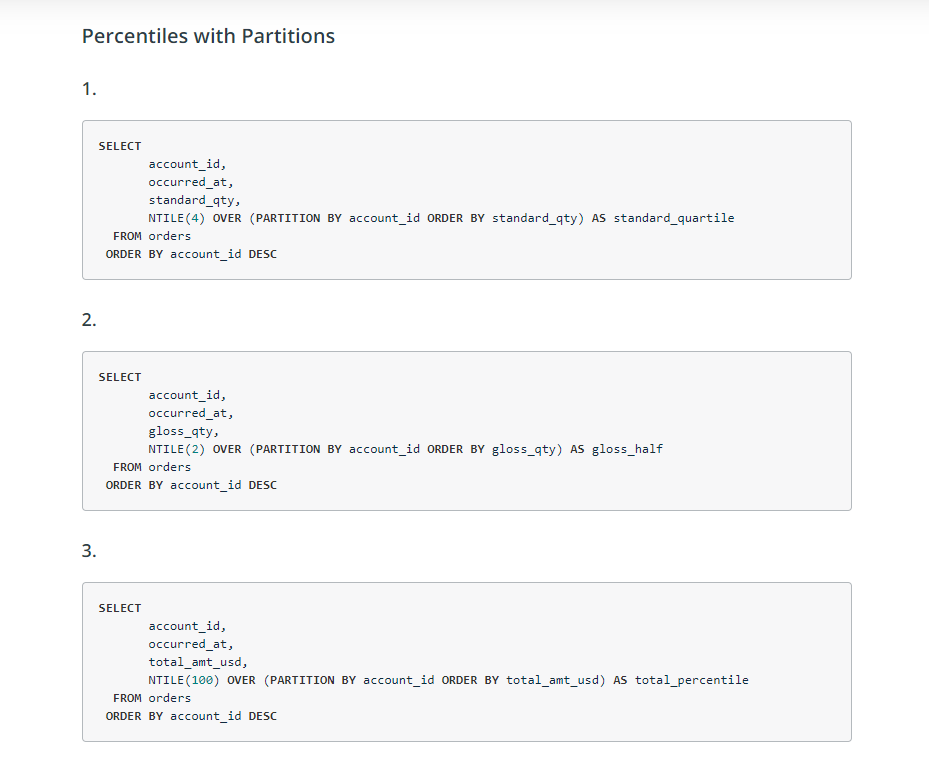 Percentiles with Partitions
1.
SELECT
account_id,
occurred_at,
standard_qty,
NTILE(4) OVER (PARTITION BY account_id ORDER BY standard_qty) AS standard_quartile
FROM orders
ORDER BY account_id DESC
2.
SELECT
account_id,
occurred_at,
gloss_qty,
NTILE(2) OVER (PARTITION BY account_id ORDER BY gloss_qty) AS gloss_half
FROM orders
ORDER BY account_id DESC
3.
SELECT
account_id,
occurred_at,
total_amt_usd,
NTILE(100) OVER (PARTITION BY account_id ORDER BY total_amt_usd) AS total_percentile
FROM orders
ORDER BY account_id DESC